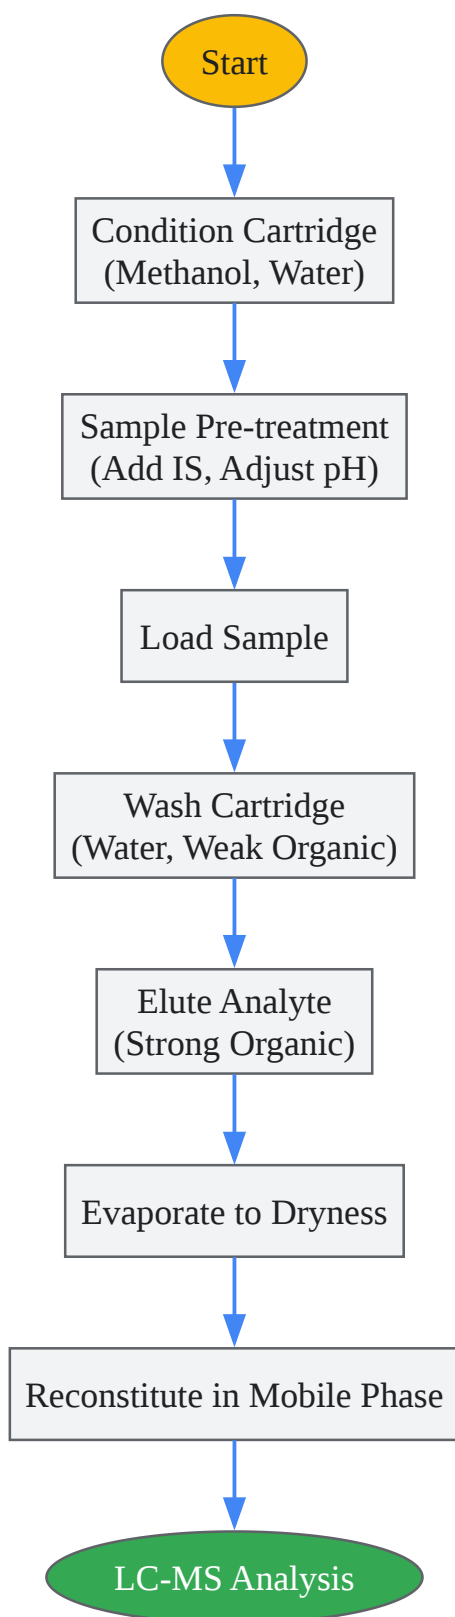 Start
Condition Cartridge
(Methanol, Water)
Sample Pre-treatment
(Add IS, Adjust pH)
Load Sample
Wash Cartridge
(Water, Weak Organic)
Elute Analyte
(Strong Organic)
Evaporate to Dryness
Reconstitute in Mobile Phase
LC-MS Analysis